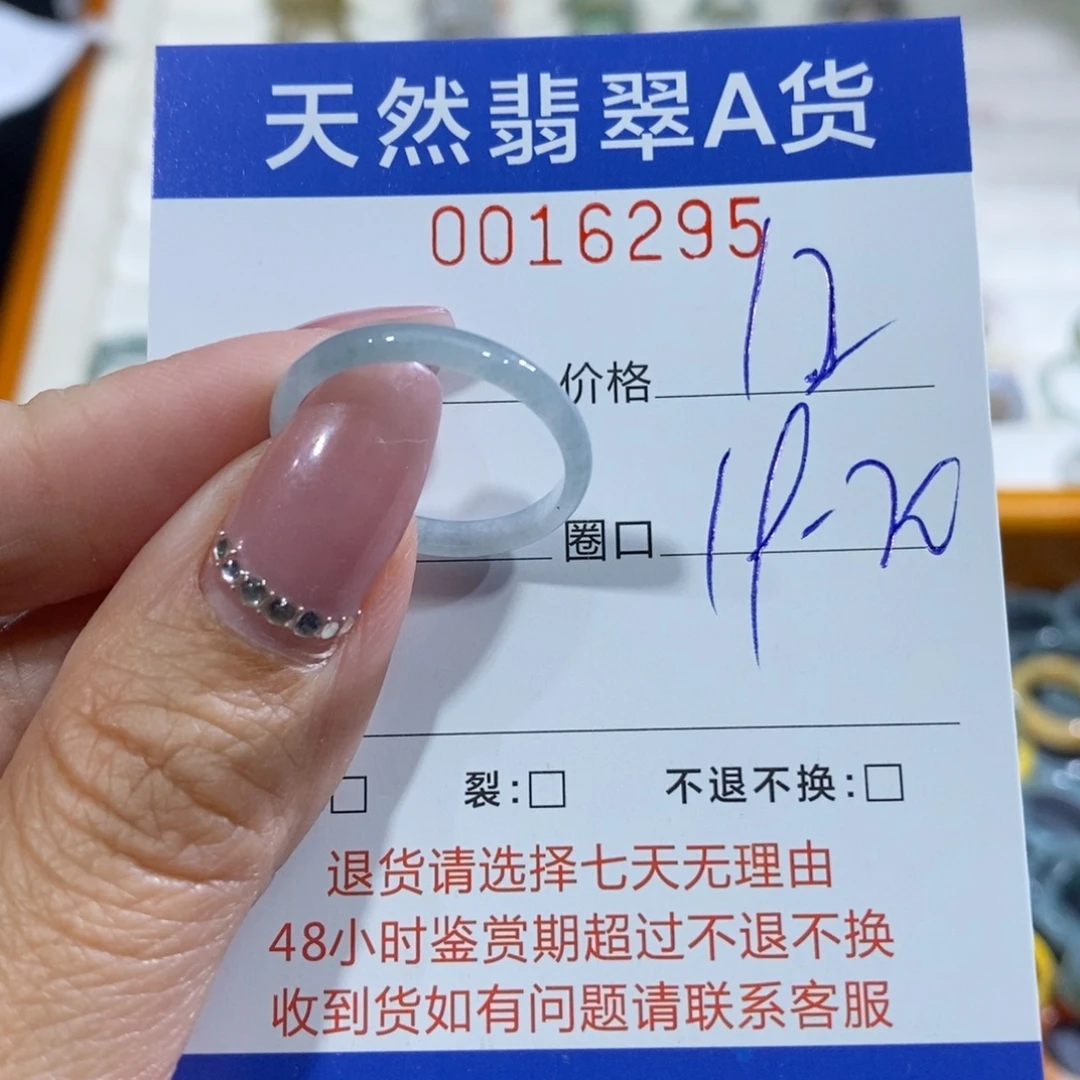 天然翡翠A货
0016295
价格 12
圈口 19-20
□ 裂:□ 不退不换:□
退货请选择七天无理由
48小时鉴赏期超过不退不换
收到货如有问题请联系客服